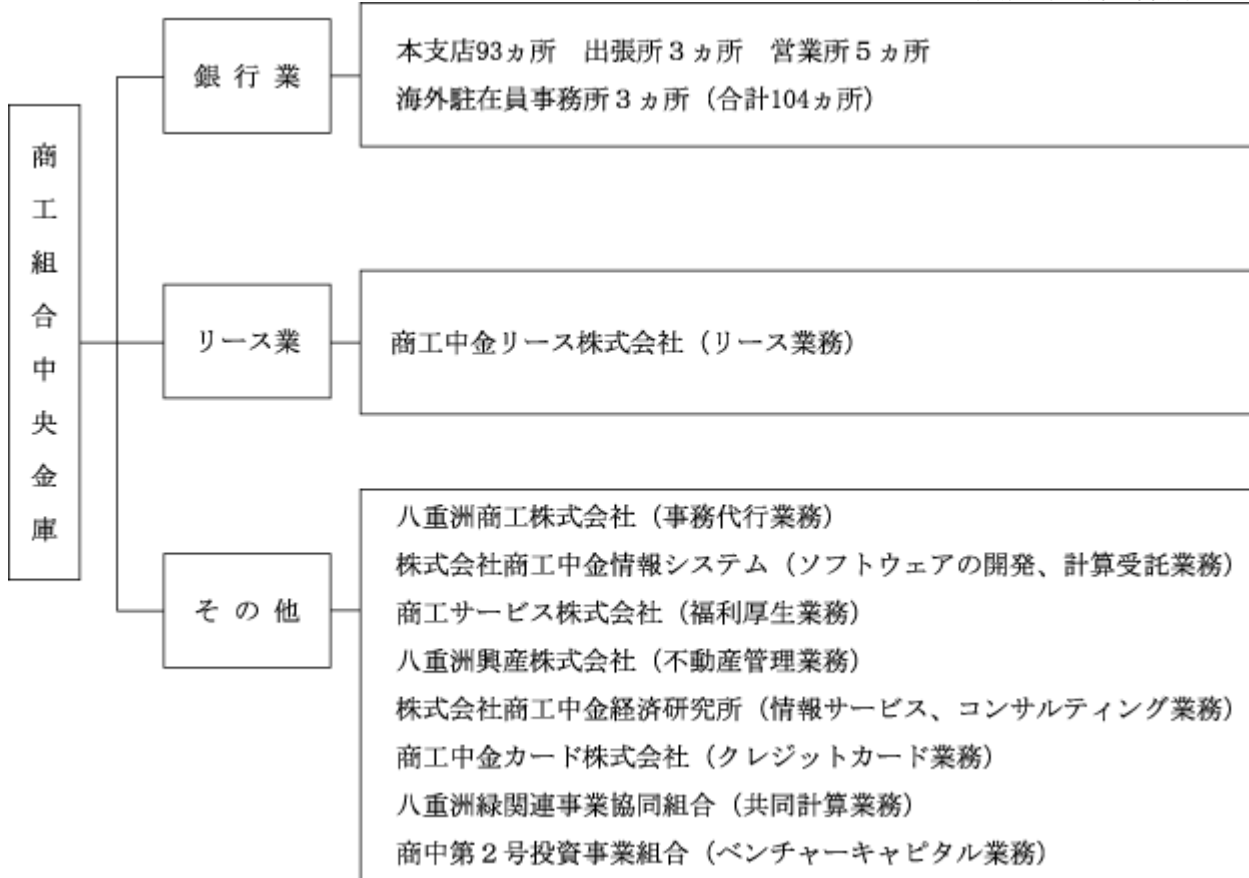 商工組合中央金庫
銀行業
本支店93ヵ所　出張所３ヵ所　営業所５ヵ所
海外駐在員事務所３ヵ所（合計104ヵ所）
リース業
商工中金リース株式会社（リース業務）
その他
八重洲商工株式会社（事務代行業務）
株式会社商工中金情報システム（ソフトウェアの開発、計算受託業務）
商工サービス株式会社（福利厚生業務）
八重洲興産株式会社（不動産管理業務）
株式会社商工中金経済研究所（情報サービス、コンサルティング業務）
商工中金カード株式会社（クレジットカード業務）
八重洲緑関連事業協同組合（共同計算業務）
商中第２号投資事業組合（ベンチャーキャピタル業務）